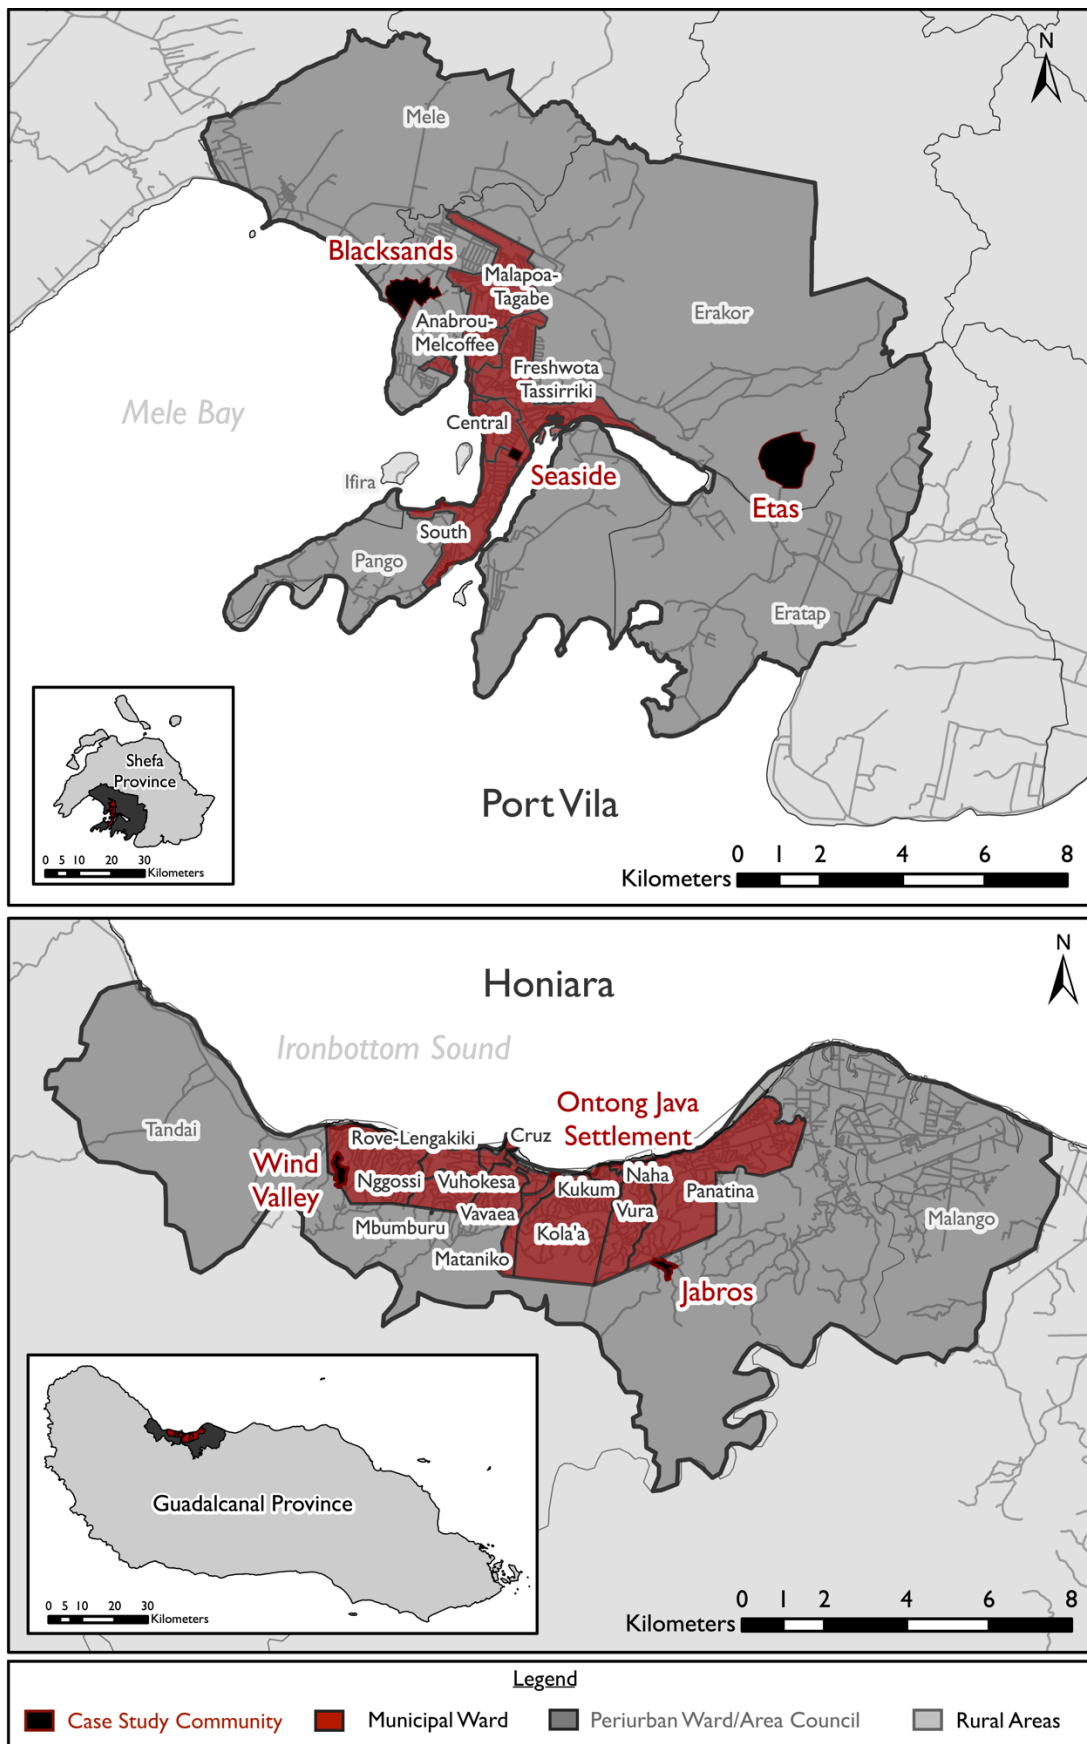 N
Mele
Blacksands
Malapoa-
Tagabe
Anabrou-
Melcoffee
Erakor
Freshwota
Tassirriki
Mele Bay
Central
Seaside
Ifira
Etas
South
Pango
Eratap
Shefa
Province
0 5 10 20 30
Kilometers
Port Vila
0 1 2 4 6 8
Kilometers
N
Honiara
Ironbottom Sound
Ontong Java
Settlement
Tandai
Rove-Lengakiki
Cruz
Wind
Valley
Nggossi
Vuhokesa
Kukum
Naha
Panatina
Vavaea
Vura
Mbumburu
Kola'a
Malango
Mataniko
Jabros
Guadalcanal Province
0 5 10 20 30
Kilometers
0 1 2 4 6 8
Kilometers
Legend
Case Study Community
Municipal Ward
Periurban Ward/Area Council
Rural Areas